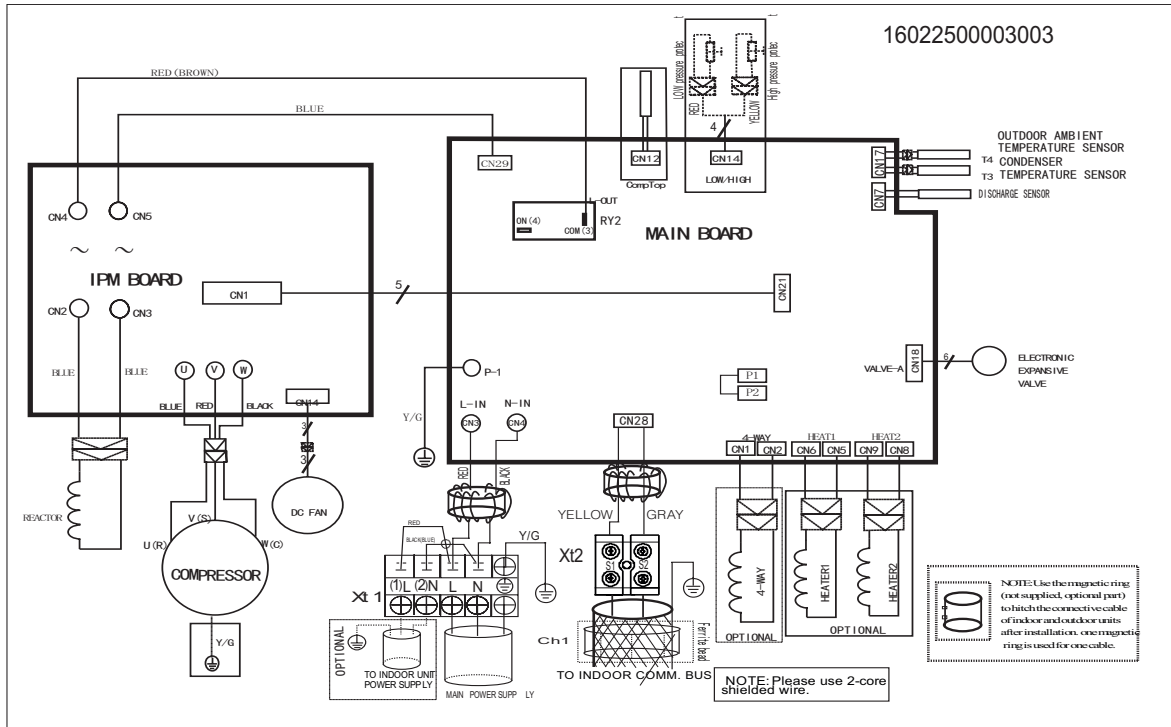 16022500003003
RED(BROWN)
BLUE
LOW pressure protec
t
High pressure protec
t
RED
YELLOW
4
CN29
CN12
CompTop
CN14
LOW/HIGH
CN17
CN7
OUTDOOR AMBIENT
TEMPERATURE SENSOR
T4 CONDENSER
T3 TEMPERATURE SENSOR
DISCHARGE SENSOR
CN4
CN5
ON(4)
L-OUT
COM(3)
RY2
MAIN BOARD
IPM BOARD
CN1
5
CN21
CN2
CN3
BLUE
BLUE
U
V
W
BLUE
RED
BLACK
CN14
3
3
DC FAN
P-1
Y/G
L-IN
N-IN
CN3
CN4
RED
BLACK
P1
P2
CN28
VALVE-A
CN18
6
ELECTRONIC
EXPANSIVE
VALVE
4-WAY
HEAT1
HEAT2
CN1
CN2
CN6
CN5
CN9
CN8
REACTOR
V(S)
U(R)
W(C)
COMPRESSOR
Y/G
RED
BLACK(BLUE)
Y/G
(1)L
(2)N
L
N
Xt 1
OPTIONAL
TO INDOOR UNIT
POWER SUPPLY
MAIN POWER SUPP LY
YELLOW
GRAY
Xt2
S1
S2
Ch1
Ferrite bead
TO INDOOR COMM. BUS
4-WAY
OPTIONAL
HEATER1
HEATER2
OPTIONAL
NOTE: Please use 2-core
shielded wire.
NOTE: Use the magnetic ring
(not supplied, optional part)
to hitch the connective cable
of indoor and outdoor units
after installation. one magnetic
ring is used for one cable.